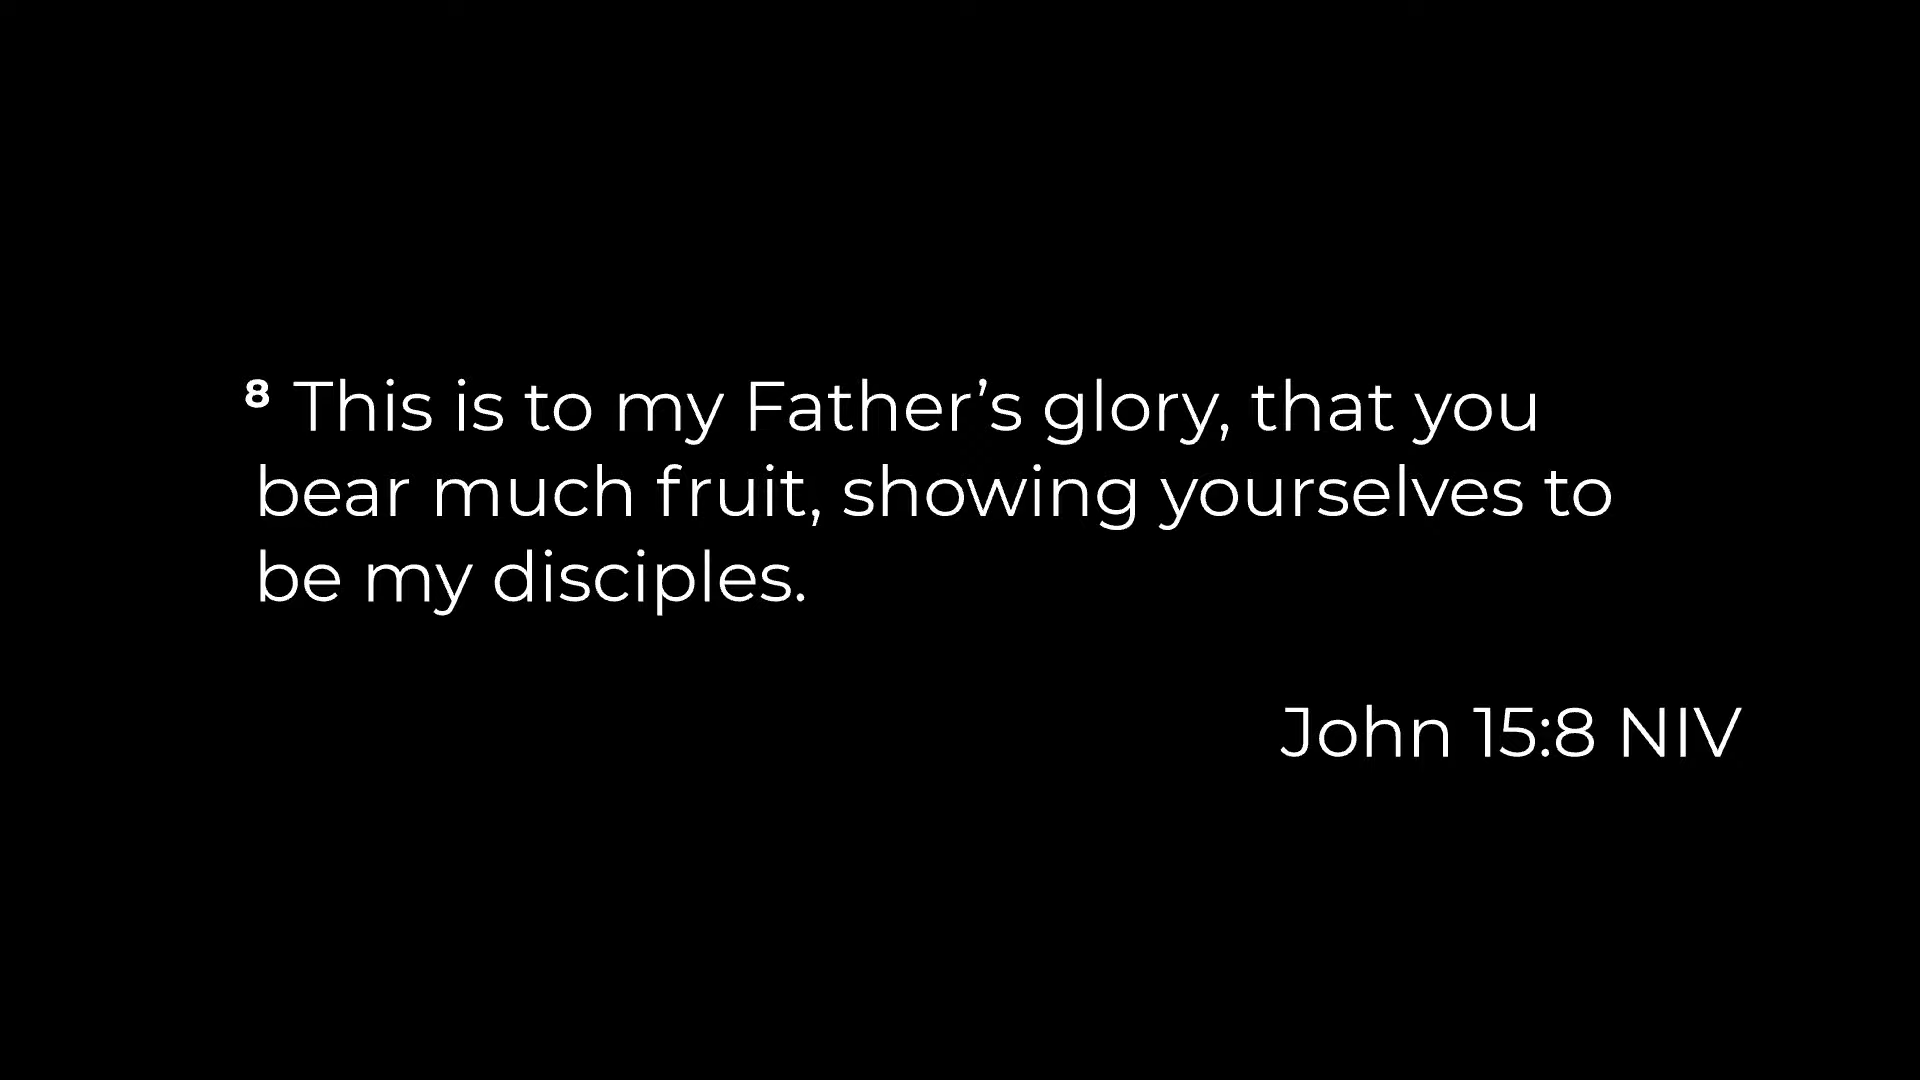 ⁸ This is to my Father’s glory, that you
bear much fruit, showing yourselves to
be my disciples.
John 15:8 NIV